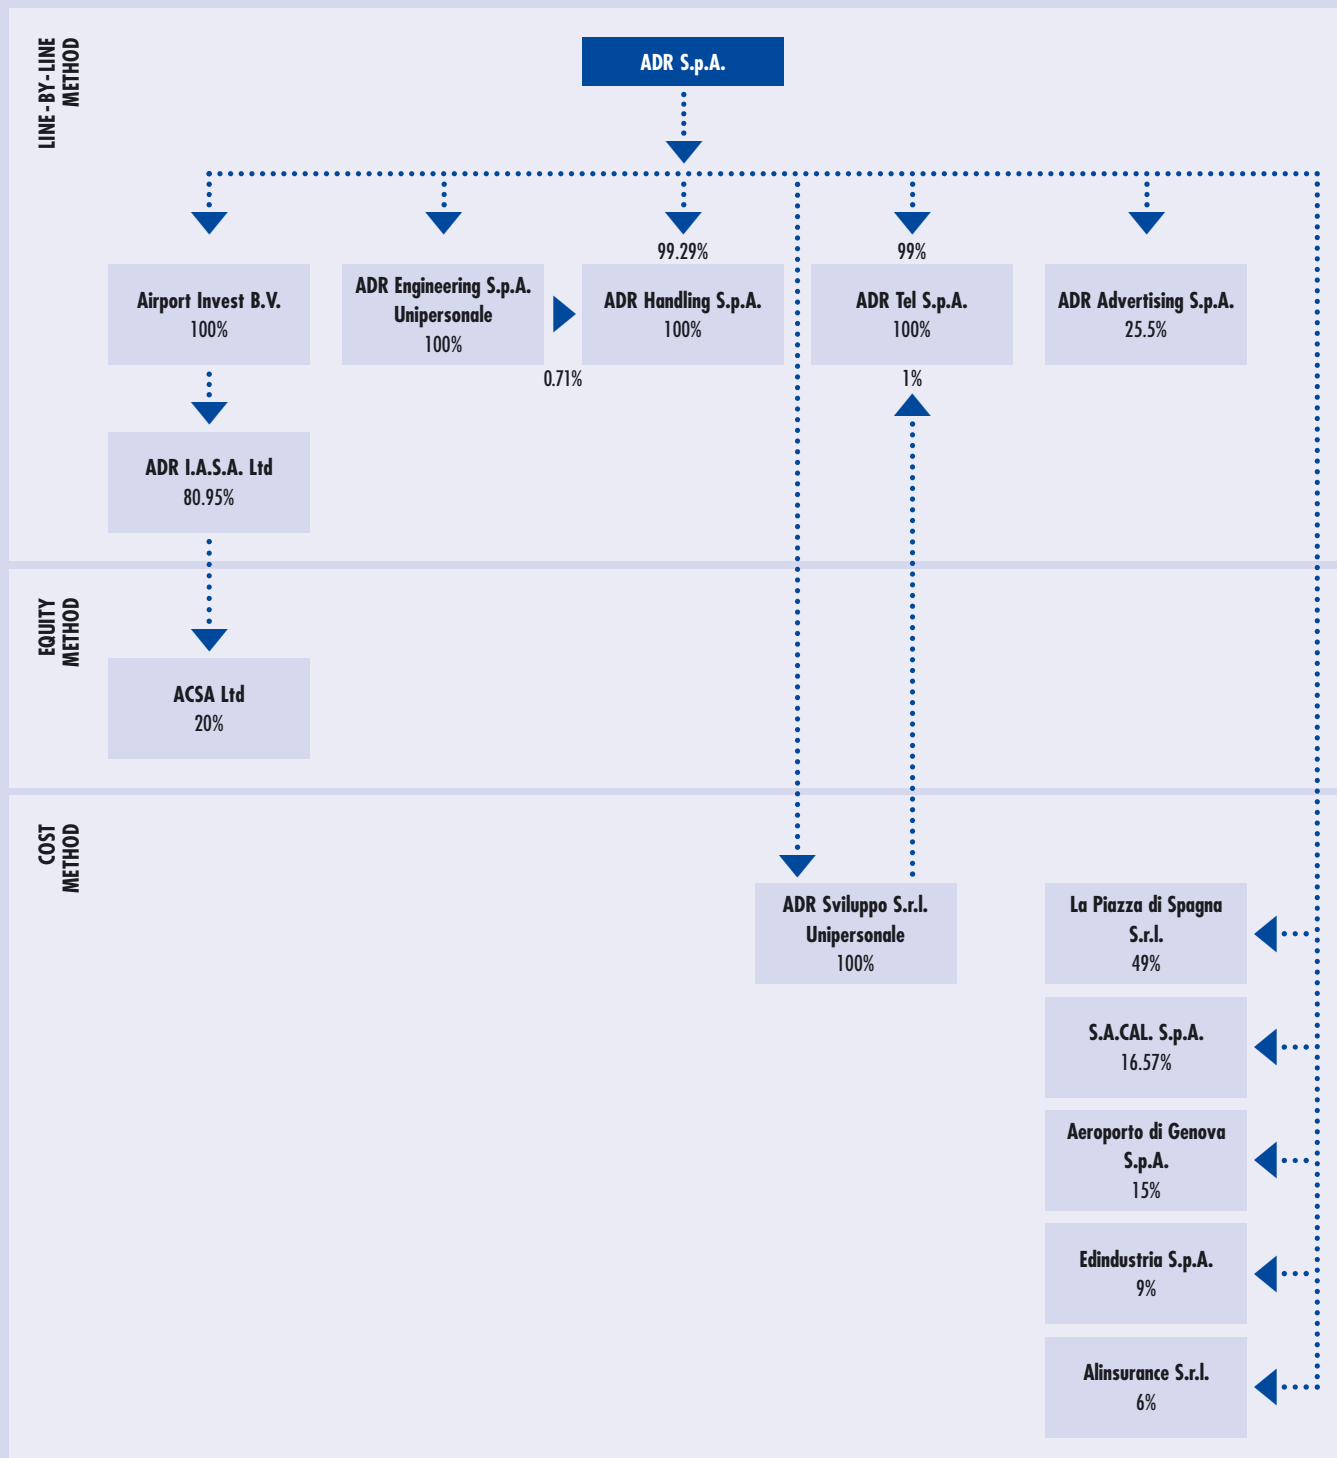 LINE-BY-LINE
METHOD
ADR S.p.A.
99.29%
99%
Airport Invest B.V.
100%
ADR Engineering S.p.A.
Unipersonale
100%
ADR Handling S.p.A.
100%
ADR Tel S.p.A.
100%
ADR Advertising S.p.A.
25.5%
0.71%
1%
ADR I.A.S.A. Ltd
80.95%
EQUITY
METHOD
ACSA Ltd
20%
COST
METHOD
ADR Sviluppo S.r.l.
Unipersonale
100%
La Piazza di Spagna
S.r.l.
49%
S.A.CAL. S.p.A.
16.57%
Aeroporto di Genova
S.p.A.
15%
Edindustria S.p.A.
9%
Alinsurance S.r.l.
6%